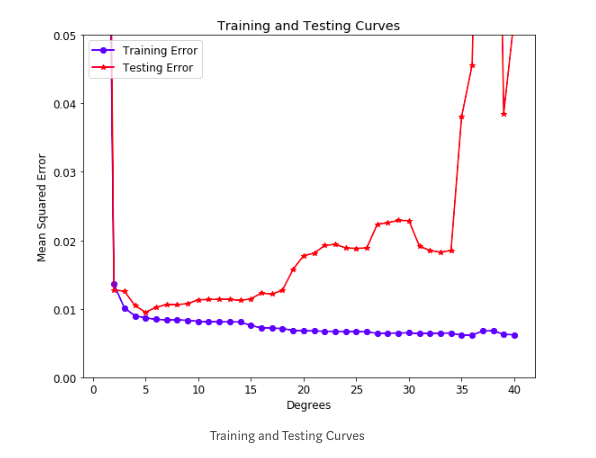 Training and Testing Curves
0.05
Training Error
Testing Error
0.04
0.03
0.02
0.01
0.00
Mean Squared Error
0 5 10 15 20 25 30 35 40
Degrees
Training and Testing Curves